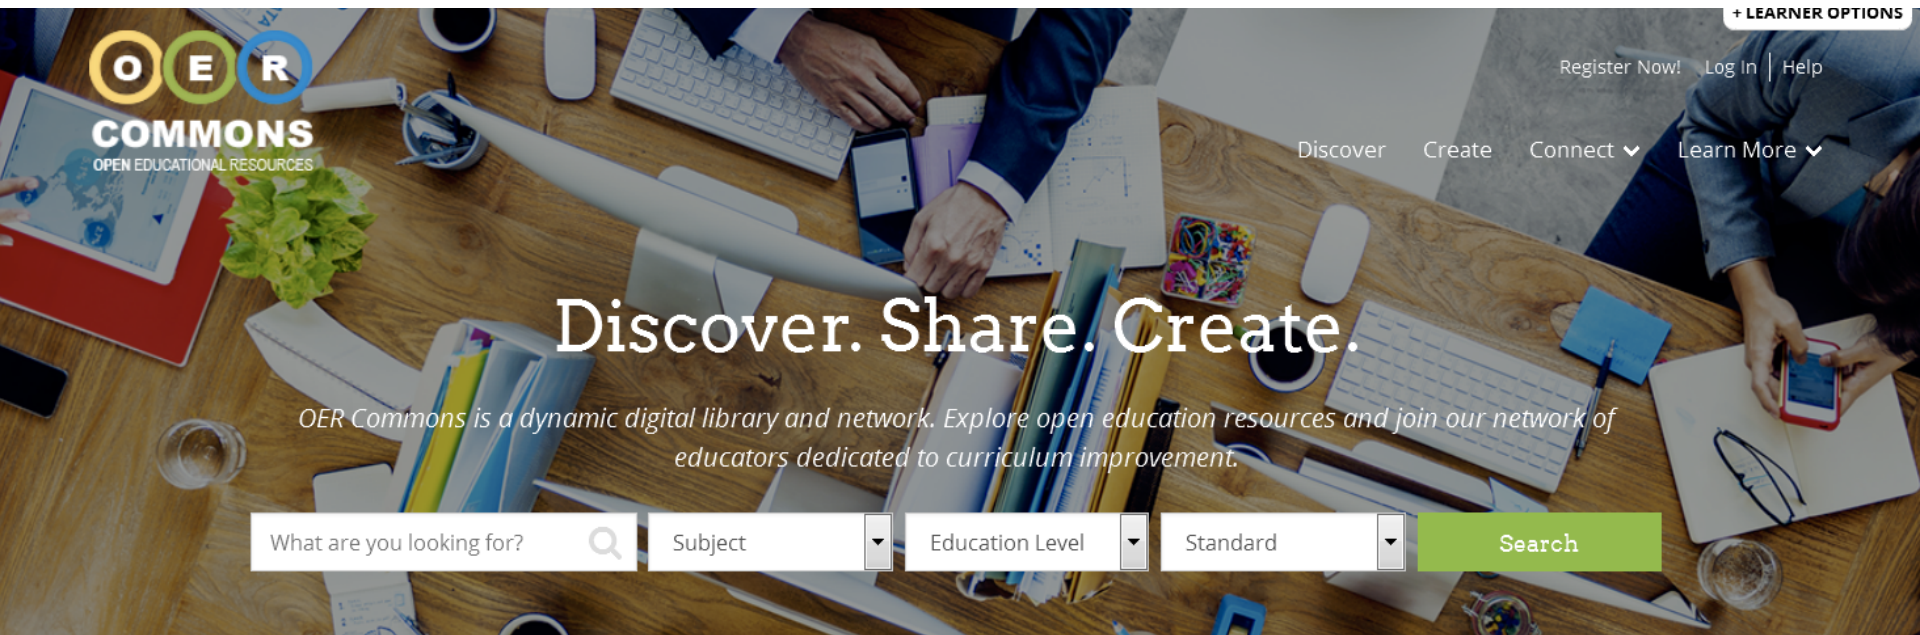 + LEARNER OPTIONS
O E R
COMMONS
OPEN EDUCATIONAL RESOURCES
Register Now! Log In Help
Discover Create Connect Learn More
Discover. Share. Create.
OER Commons is a dynamic digital library and network. Explore open education resources and join our network of
educators dedicated to curriculum improvement.
What are you looking for? Subject Education Level Standard Search